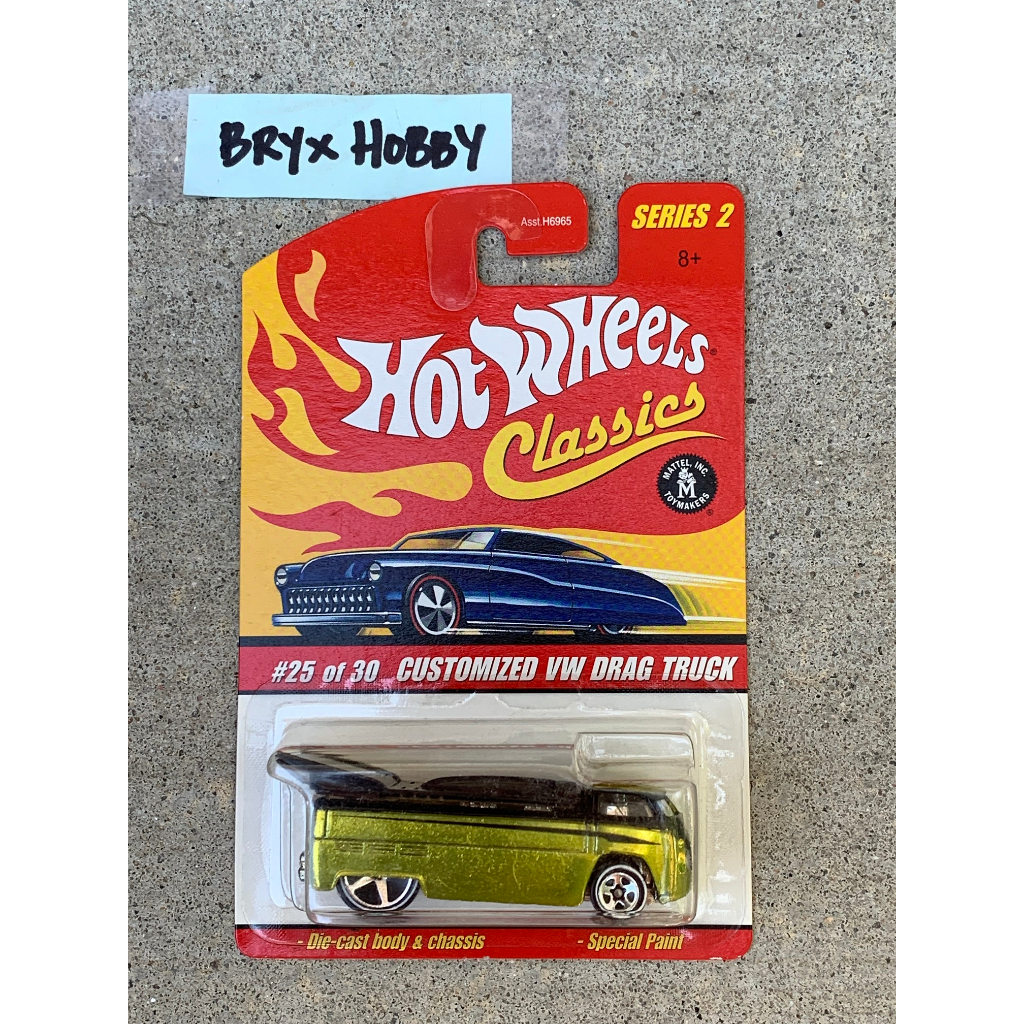 BRYX HOBBY
Asst.H6965
SERIES 2
8+
HOT WHEELS
Classics
MATTEL, INC.
M
TOYMAKERS
#25 of 30 CUSTOMIZED VW DRAG TRUCK
- Die-cast body & chassis
- Special Paint